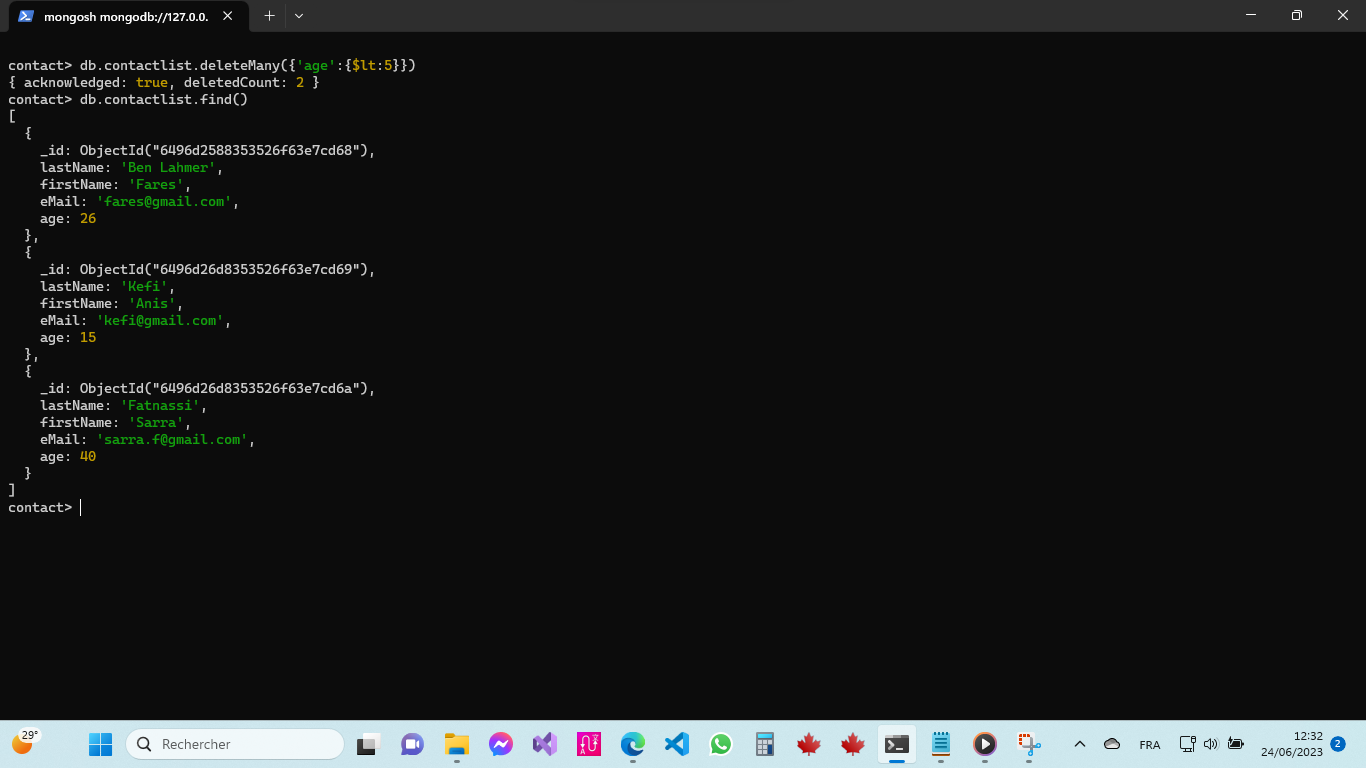 mongosh mongodb://127.0.0.
contact> db.contactlist.deleteMany({'age':{$lt:5}})
{ acknowledged: true, deletedCount: 2 }
contact> db.contactlist.find()
[
  {
    _id: ObjectId("6496d2588353526f63e7cd68"),
    lastName: 'Ben Lahmer',
    firstName: 'Fares',
    eMail: 'fares@gmail.com',
    age: 26
  },
  {
    _id: ObjectId("6496d26d8353526f63e7cd69"),
    lastName: 'Kefi',
    firstName: 'Anis',
    eMail: 'kefi@gmail.com',
    age: 15
  },
  {
    _id: ObjectId("6496d26d8353526f63e7cd6a"),
    lastName: 'Fatnassi',
    firstName: 'Sarra',
    eMail: 'sarra.f@gmail.com',
    age: 40
  }
]
contact>
29°
Rechercher
FRA
12:32
24/06/2023
2